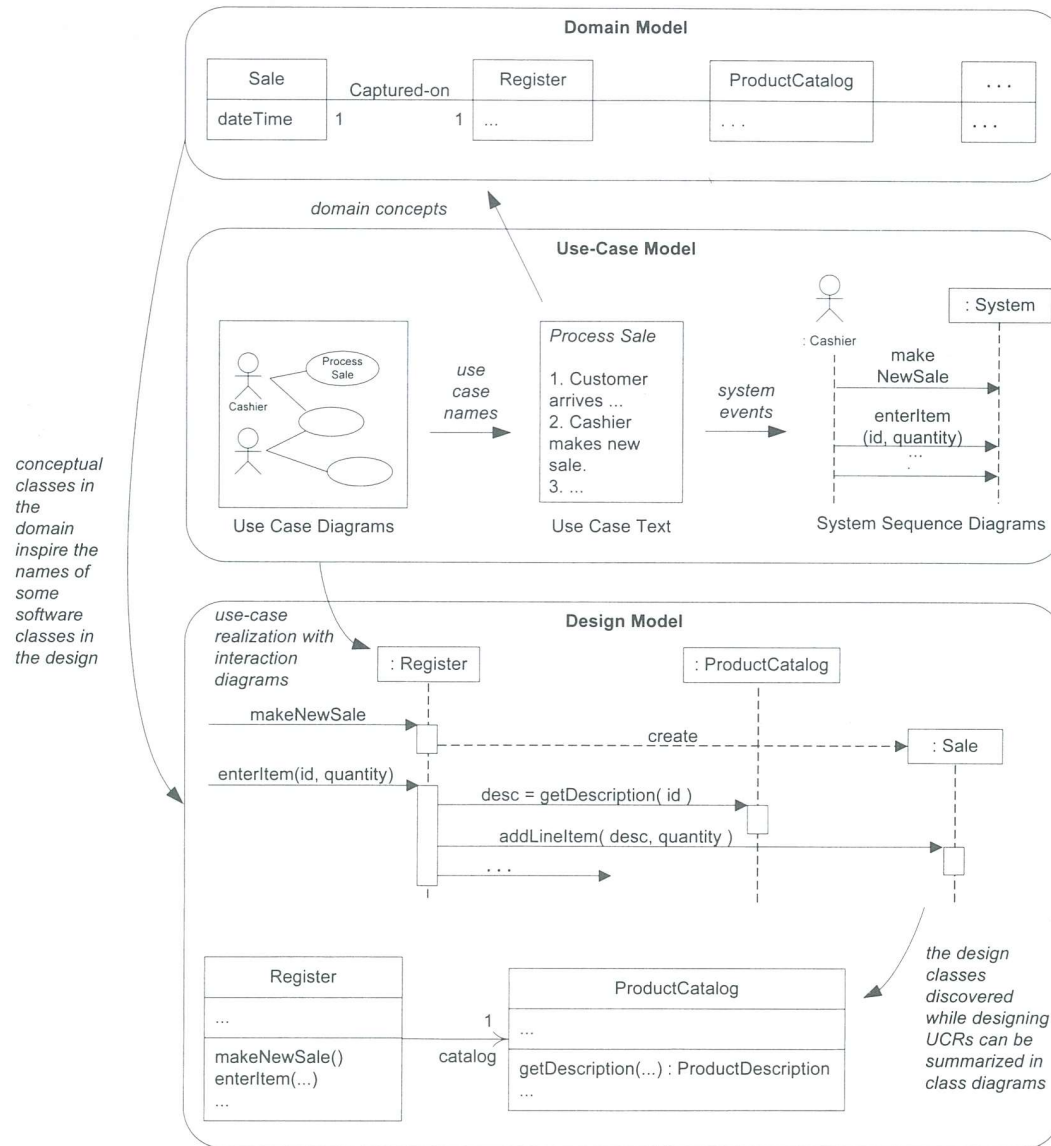 Domain Model
Sale
Captured-on
Register
ProductCatalog
...
dateTime
1
1
...
...
...
domain concepts
Use-Case Model
Cashier
Process
Sale
Use Case Diagrams
use
case
names
Process Sale
1. Customer
arrives ...
2. Cashier
makes new
sale.
3. ...
Use Case Text
system
events
: Cashier
: System
make
NewSale
enterItem
(id, quantity)
...
.
System Sequence Diagrams
conceptual
classes in
the
domain
inspire the
names of
some
software
classes in
the design
Design Model
use-case
realization with
interaction
diagrams
: Register
: ProductCatalog
makeNewSale
create
: Sale
enterItem(id, quantity)
desc = getDescription( id )
addLineItem( desc, quantity )
...
the design
classes
discovered
while designing
UCRs can be
summarized in
class diagrams
Register
...
makeNewSale()
enterItem(...)
...
1
catalog
ProductCatalog
...
getDescription(...) : ProductDescription
...